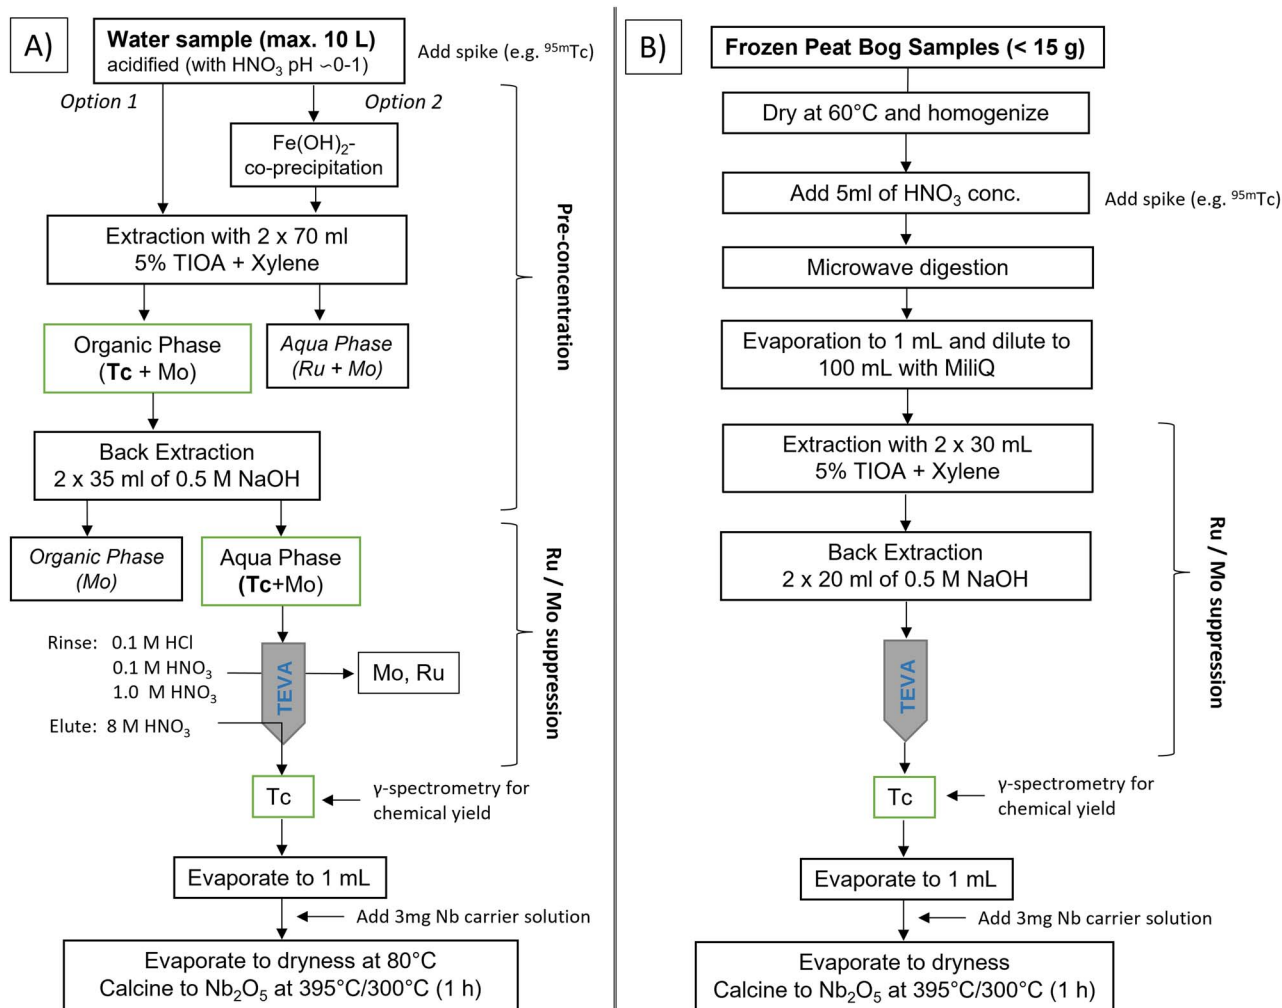 A)
Water sample (max. 10 L)
acidified (with HNO₃ pH ∽0-1)
Add spike (e.g. ⁹⁵ᵐTc)
Option 1
Option 2
Fe(OH)₂-
co-precipitation
Extraction with 2 x 70 ml
5% TIOA + Xylene
Organic Phase
(Tc + Mo)
Aqua Phase
(Ru + Mo)
Back Extraction
2 x 35 ml of 0.5 M NaOH
Pre-concentration
Organic Phase
(Mo)
Aqua Phase
(Tc+Mo)
Rinse: 0.1 M HCl
0.1 M HNO₃
1.0 M HNO₃
Elute: 8 M HNO₃
TEVA
Mo, Ru
Ru / Mo suppression
Tc
γ-spectrometry for
chemical yield
Evaporate to 1 mL
Add 3mg Nb carrier solution
Evaporate to dryness at 80°C
Calcine to Nb₂O₅ at 395°C/300°C (1 h)
B)
Frozen Peat Bog Samples (< 15 g)
Dry at 60°C and homogenize
Add 5ml of HNO₃ conc.
Add spike (e.g. ⁹⁵ᵐTc)
Microwave digestion
Evaporation to 1 mL and dilute to
100 mL with MiliQ
Extraction with 2 x 30 mL
5% TIOA + Xylene
Back Extraction
2 x 20 ml of 0.5 M NaOH
TEVA
Ru / Mo suppression
Tc
γ-spectrometry for
chemical yield
Evaporate to 1 mL
Add 3mg Nb carrier solution
Evaporate to dryness
Calcine to Nb₂O₅ at 395°C/300°C (1 h)